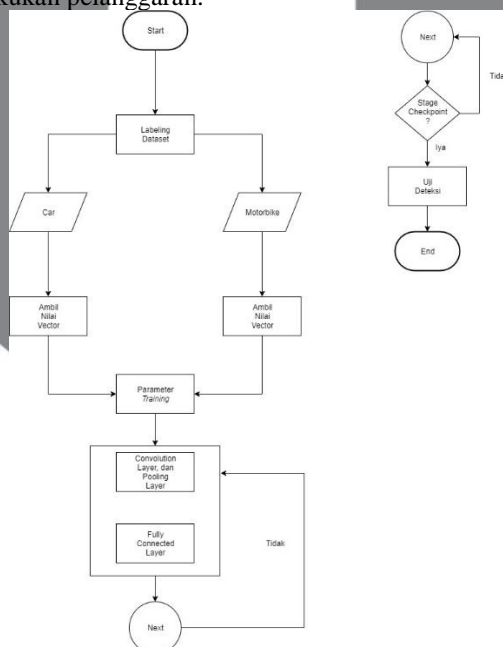 pelanggaran.
Start
Labeling
Dataset
Car
Motorbike
Ambil
Nilai
Vector
Ambil
Nilai
Vector
Parameter
Training
Convolution
Layer, dan
Pooling
Layer
Fully
Connected
Layer
Tidak
Next
Next
Stage
Checkpoint
?
Iya
Uji
Deteksi
End